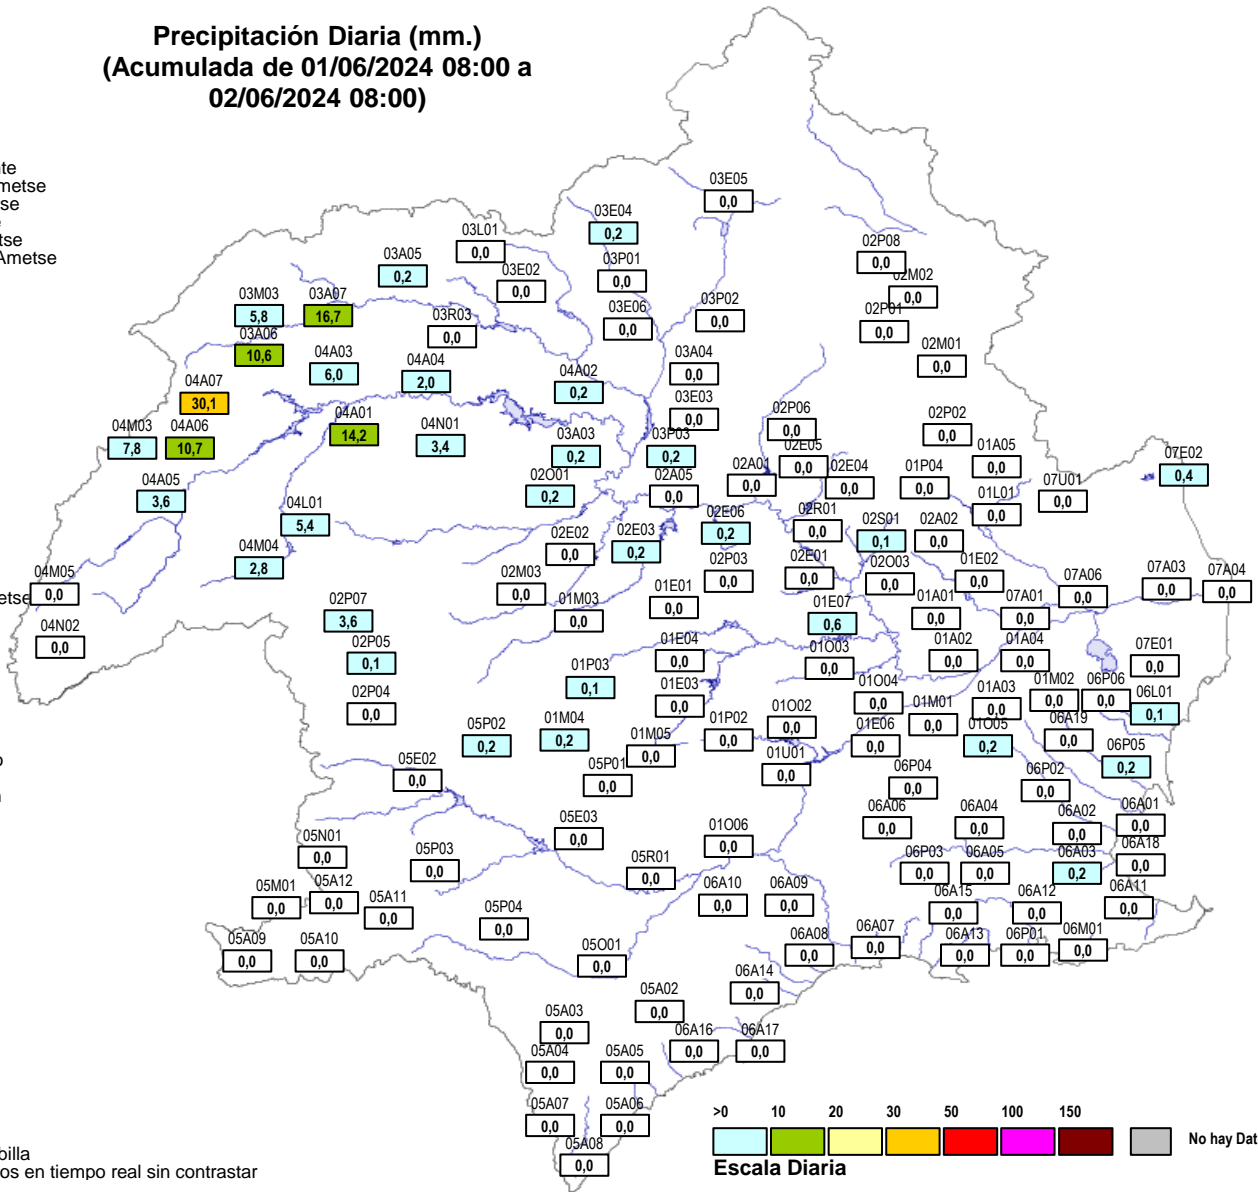 Precipitación Diaria (mm.)
(Acumulada de 01/06/2024 08:00 a
02/06/2024 08:00)
03E05
0,0
03E04
0,2
03L01
0,0
03A05
0,2
03E02
0,0
03P01
0,0
02P08
0,0
02M02
0,0
03M03
5,8
03A07
16,7
03R03
0,0
03E06
0,0
03P02
0,0
02P01
0,0
03A06
10,6
04A03
6,0
04A04
2,0
04A02
0,2
03A04
0,0
02M01
0,0
04A07
30,1
03E03
0,0
04M03
7,8
04A06
10,7
04A01
14,2
04N01
3,4
03A03
0,2
03P03
0,2
02P06
0,0
02E05
0,0
02P02
0,0
01A05
0,0
07E02
0,4
04A05
3,6
02O01
0,2
02A05
0,0
02A01
0,0
02E04
0,0
01P04
0,0
01L01
0,0
07U01
0,0
04L01
5,4
02E06
0,2
02R01
0,0
02S01
0,1
02A02
0,0
02E02
0,0
02E03
0,2
04M04
2,8
02P03
0,0
02E01
0,0
02O03
0,0
01E02
0,0
04M05
0,0
etse
02M03
0,0
01M03
0,0
01E01
0,0
07A06
0,0
07A03
0,0
07A04
0,0
02P07
3,6
01E07
0,6
01A01
0,0
07A01
0,0
04N02
0,0
02P05
0,1
01E04
0,0
01O03
0,0
01A02
0,0
01A04
0,0
07E01
0,0
01P03
0,1
01E03
0,0
02P04
0,0
01O04
0,0
01M01
0,0
01A03
0,0
01M02
0,0
06P06
0,0
06L01
0,1
05P02
0,2
01M04
0,2
01M05
0,0
01P02
0,0
01O02
0,0
01E06
0,0
01O05
0,2
06A19
0,0
06P05
0,2
05E02
0,0
05P01
0,0
01U01
0,0
06P04
0,0
06P02
0,0
05E03
0,0
01O06
0,0
06A06
0,0
06A04
0,0
06A02
0,0
06A01
0,0
05N01
0,0
05P03
0,0
05R01
0,0
06P03
0,0
06A05
0,0
06A03
0,2
06A18
0,0
05M01
0,0
05A12
0,0
05A11
0,0
05P04
0,0
06A10
0,0
06A09
0,0
06A15
0,0
06A12
0,0
06A11
0,0
05A09
0,0
05A10
0,0
05O01
0,0
06A08
0,0
06A07
0,0
06A13
0,0
06P01
0,0
06M01
0,0
05A02
0,0
06A14
0,0
05A03
0,0
06A16
0,0
06A17
0,0
05A04
0,0
05A05
0,0
05A07
0,0
05A06
0,0
05A08
0,0
>0 10 20 30 50 100 150
No hay Dat
Escala Diaria
billa
os en tiempo real sin contrastar